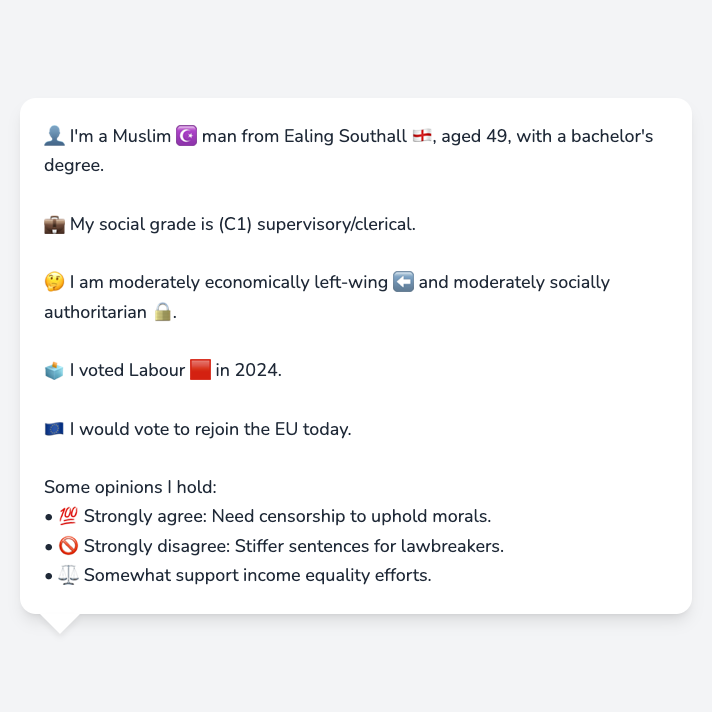 👤 I'm a Muslim ☪️ man from Ealing Southall 🏴󠁧󠁢󠁥󠁮󠁧󠁿, aged 49, with a bachelor's
degree.
💼 My social grade is (C1) supervisory/clerical.
🤔 I am moderately economically left-wing ⬅️ and moderately socially
authoritarian 🔒.
🗳️ I voted Labour 🟥 in 2024.
🇪🇺 I would vote to rejoin the EU today.
Some opinions I hold:
• 💯 Strongly agree: Need censorship to uphold morals.
• 🚫 Strongly disagree: Stiffer sentences for lawbreakers.
• ⚖️ Somewhat support income equality efforts.